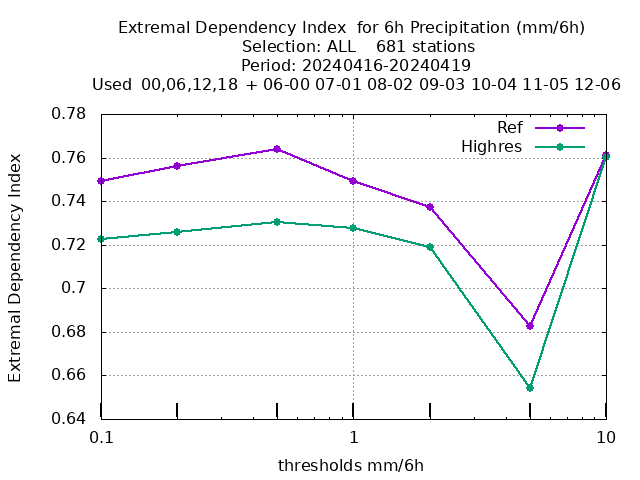 Extremal Dependency Index  for 6h Precipitation (mm/6h)
Selection: ALL    681 stations
Period: 20240416-20240419
Used  00,06,12,18  + 06-00 07-01 08-02 09-03 10-04 11-05 12-06
0.78
0.76
0.74
0.72
0.7
0.68
0.66
0.64
Extremal Dependency Index
Ref
Highres
0.1
1
10
thresholds mm/6h